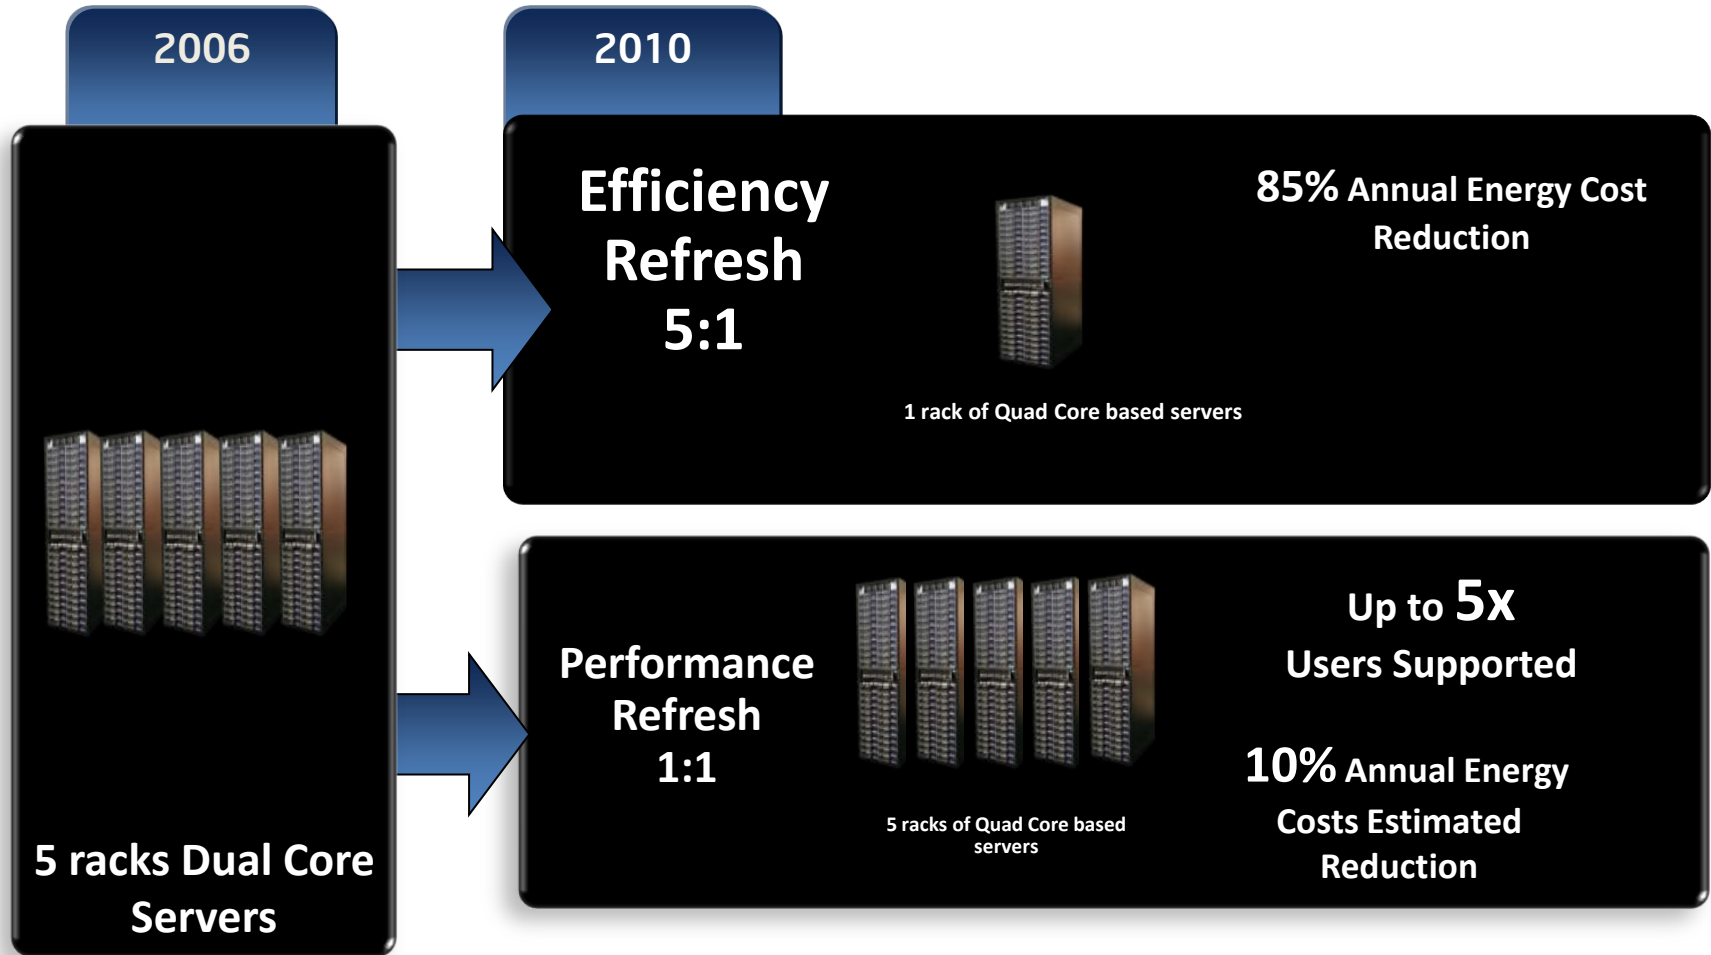 2006
5 racks Dual Core
Servers
2010
Efficiency
Refresh
5:1
1 rack of Quad Core based servers
85% Annual Energy Cost
Reduction
Performance
Refresh
1:1
5 racks of Quad Core based
servers
Up to 5x
Users Supported
10% Annual Energy
Costs Estimated
Reduction